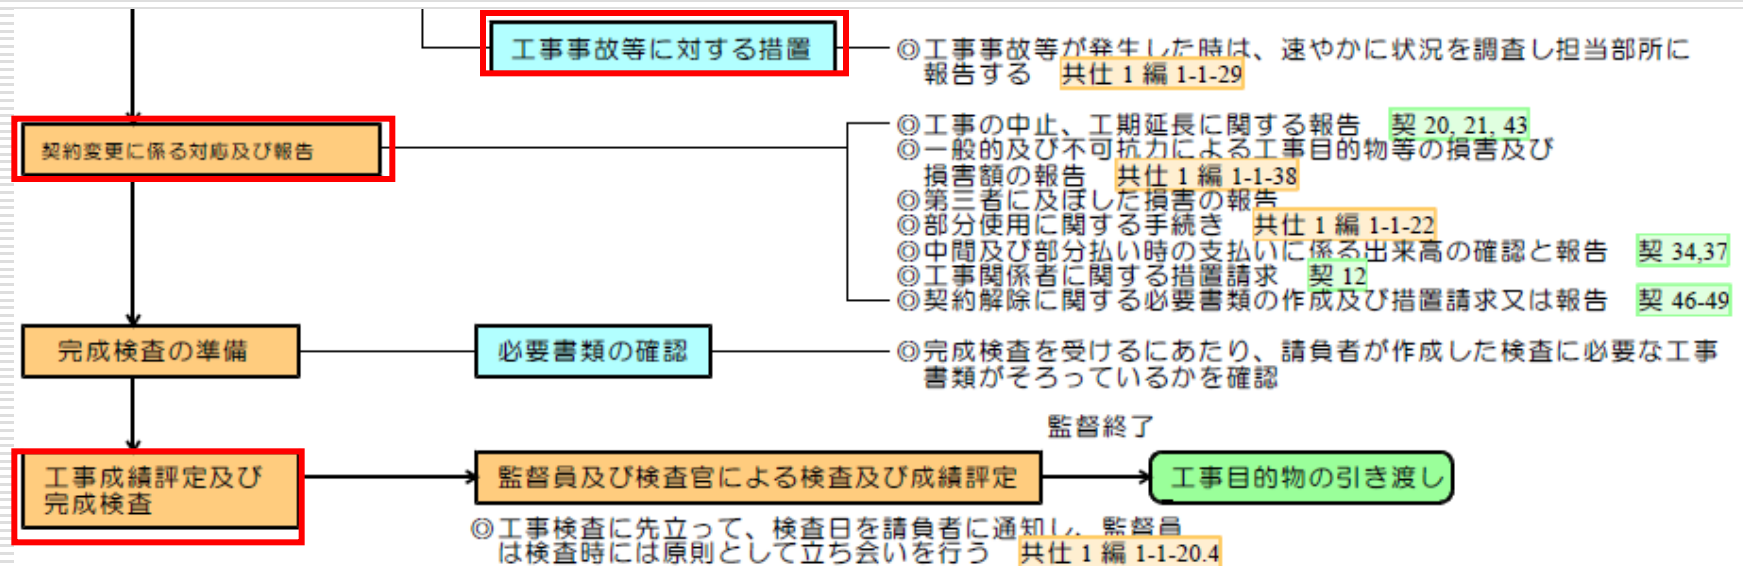 工事事故等に対する措置
◎工事事故等が発生した時は、速やかに状況を調査し担当部所に
報告する 共仕 1 編 1-1-29
契約変更に係る対応及び報告
◎工事の中止、工期延長に関する報告 契 20, 21, 43
◎一般的及び不可抗力による工事目的物等の損害及び
損害額の報告 共仕 1 編 1-1-38
◎第三者に及ぼした損害の報告
◎部分使用に関する手続き 共仕 1 編 1-1-22
◎中間及び部分払い時の支払いに係る出来高の確認と報告 契 34,37
◎工事関係者に関する措置請求 契 12
◎契約解除に関する必要書類の作成及び措置請求又は報告 契 46-49
完成検査の準備
必要書類の確認
◎完成検査を受けるにあたり、請負者が作成した検査に必要な工事
書類がそろっているかを確認
監督終了
工事成績評定及び
完成検査
監督員及び検査官による検査及び成績評定
工事目的物の引き渡し
◎工事検査に先立って、検査日を請負者に通知し、監督員
は検査時には原則として立ち会いを行う 共仕 1 編 1-1-20.4